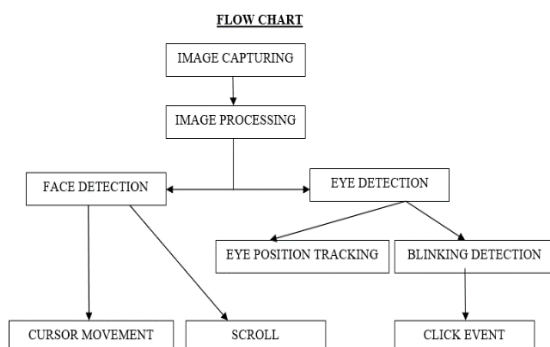 FLOW CHART
IMAGE CAPTURING
IMAGE PROCESSING
FACE DETECTION
EYE DETECTION
EYE POSITION TRACKING
BLINKING DETECTION
CURSOR MOVEMENT
SCROLL
CLICK EVENT